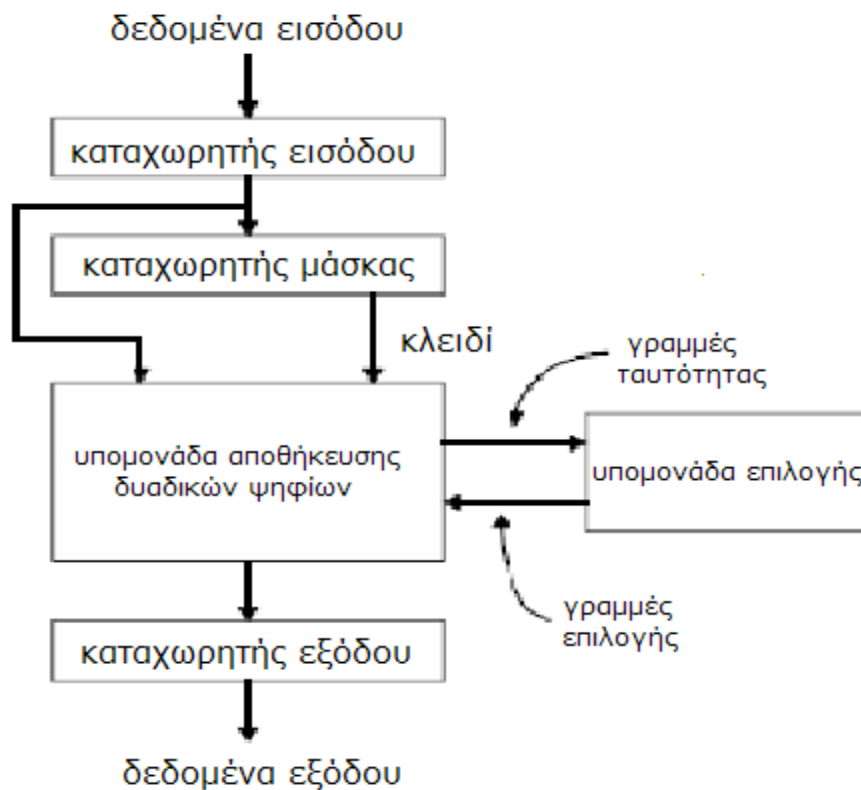 δεδομένα εισόδου
καταχωρητής εισόδου
καταχωρητής μάσκας
κλειδί
γραμμές
ταυτότητας
υπομονάδα αποθήκευσης
δυαδικών ψηφίων
υπομονάδα επιλογής
γραμμές
επιλογής
καταχωρητής εξόδου
δεδομένα εξόδου